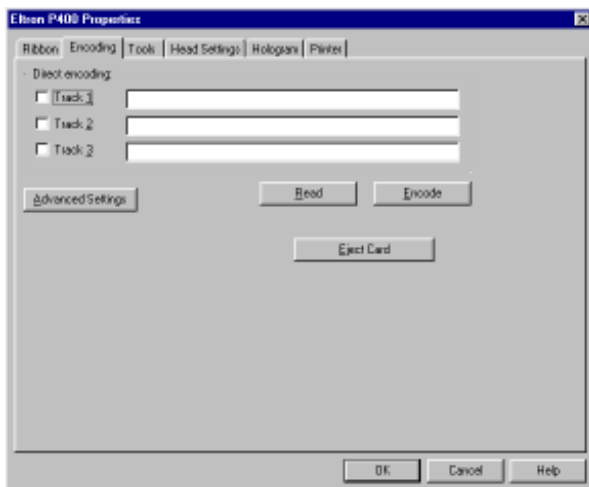 Eltron P400 Properties
Ribbon Encoding Tools Head Settings Hologram Printer
Direct encoding:
Track 1
Track 2
Track 3
Advanced Settings Read Encode
Eject Card
OK Cancel Help